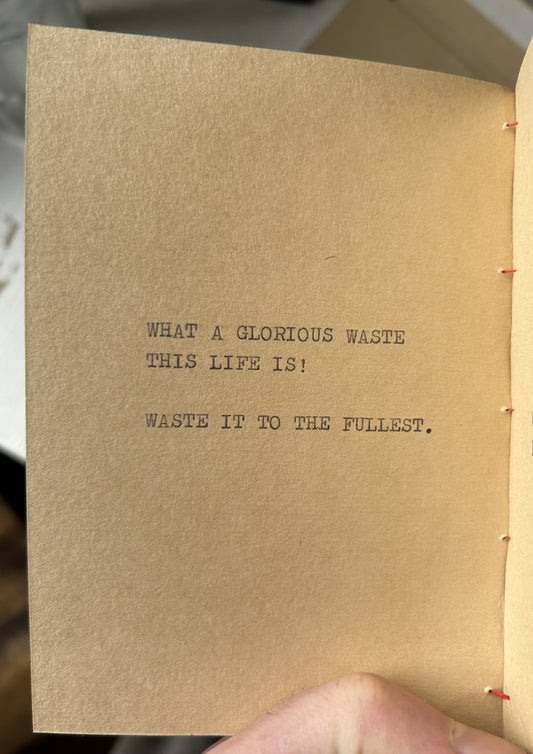 WHAT A GLORIOUS WASTE
THIS LIFE IS!
WASTE IT TO THE FULLEST.